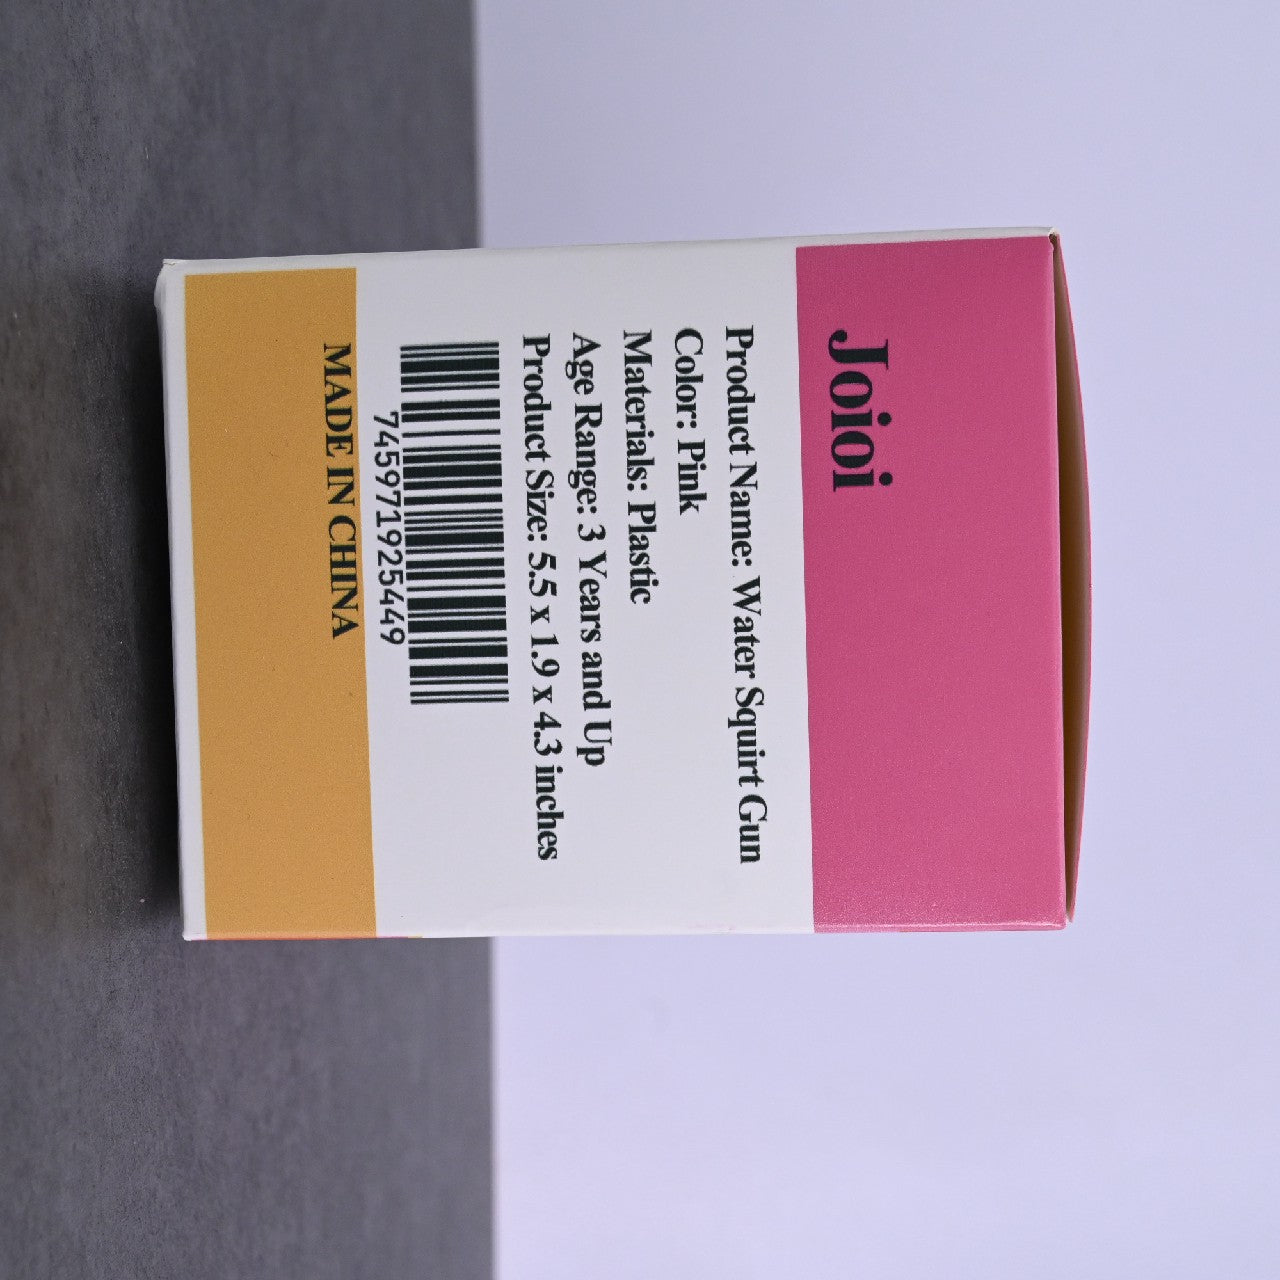 Joioi
Product Name: Water Squirt Gun
Color: Pink
Materials: Plastic
Age Range: 3 Years and Up
Product Size: 5.5 x 1.9 x 4.3 inches
745971925449
MADE IN CHINA